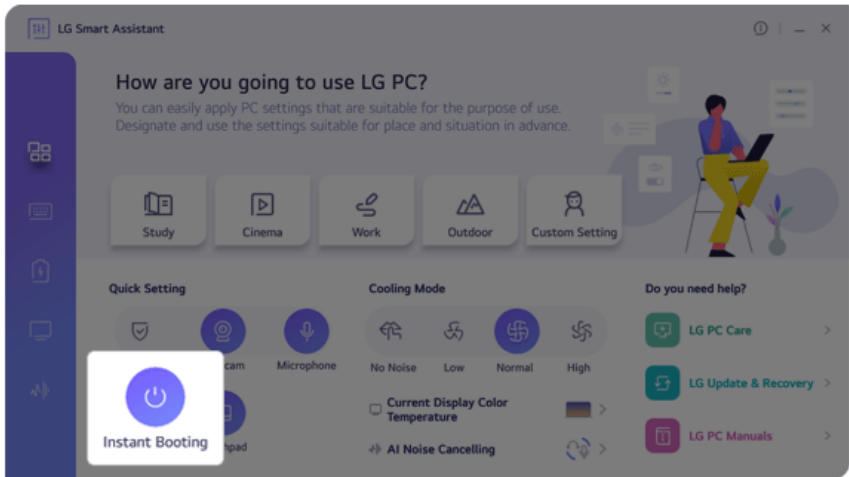 LG Smart Assistant
How are you going to use LG PC?
You can easily apply PC settings that are suitable for the purpose of use.
Designate and use the settings suitable for place and situation in advance.
Study
Cinema
Work
Outdoor
Custom Setting
Quick Setting
cam
Microphone
Instant Booting
hpad
Cooling Mode
No Noise
Low
Normal
High
Current Display Color
Temperature
AI Noise Cancelling
Do you need help?
LG PC Care
LG Update & Recovery
LG PC Manuals